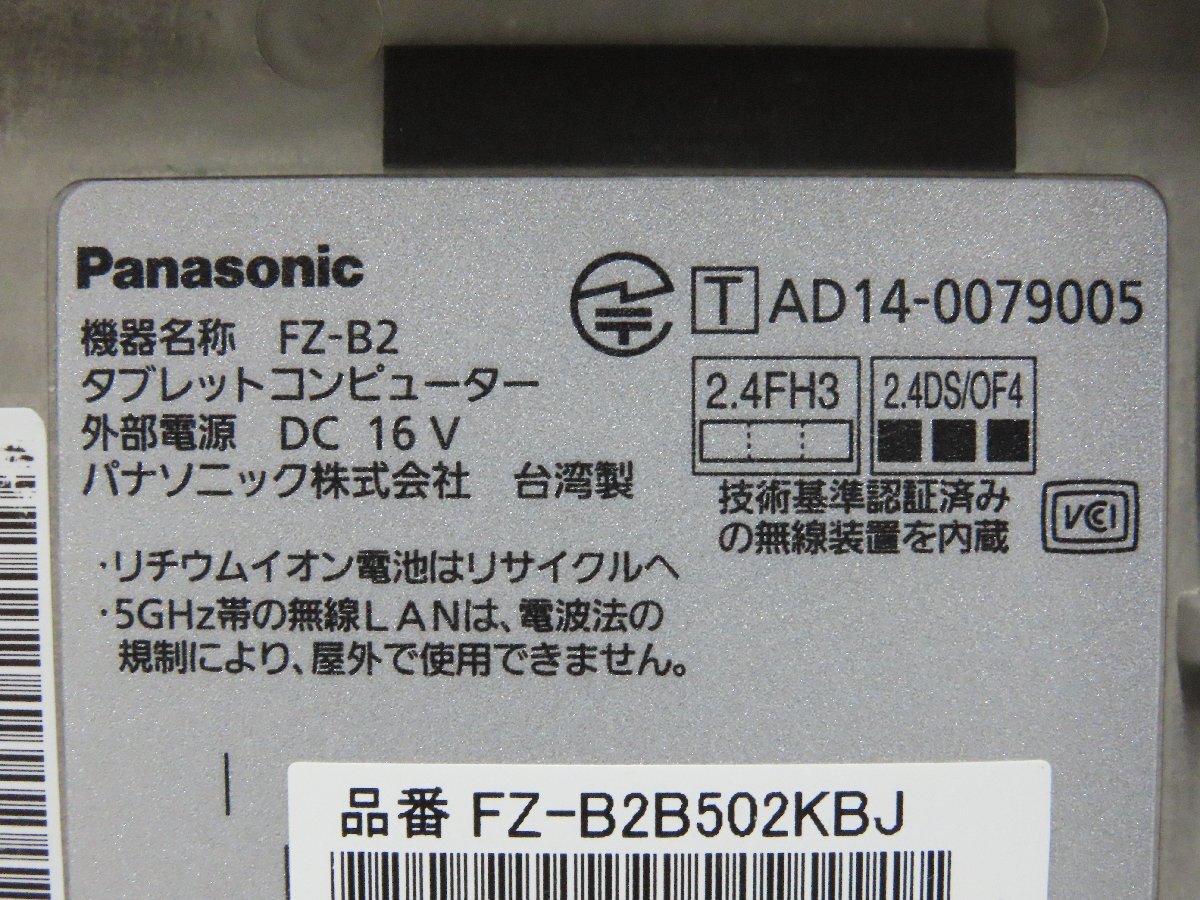 Panasonic
機器名称 FZ-B2
タブレットコンピューター
外部電源 DC 16V
パナソニック株式会社 台湾製
T AD14-0079005
2.4FH3
2.4DS/OF4
技術基準認証済み
の無線装置を内蔵
VCCI
・リチウムイオン電池はリサイクルへ
・5GHz帯の無線LANは、電波法の
規制により、屋外で使用できません。
品番 FZ-B2B502KBJ